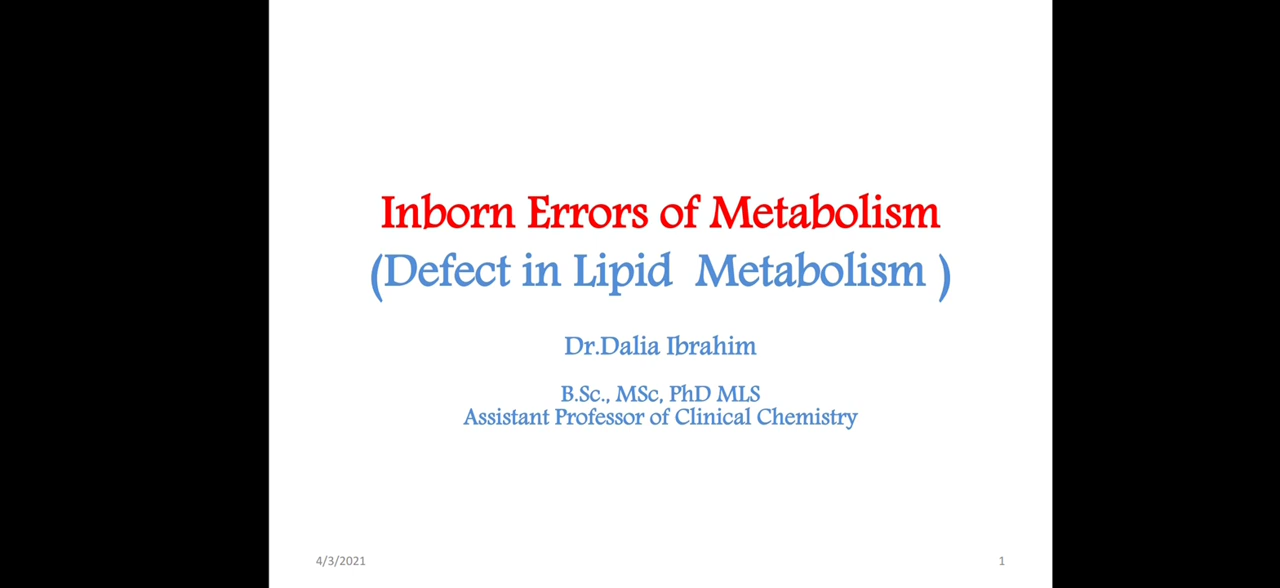 Inborn Errors of Metabolism
(Defect in Lipid Metabolism )
Dr.Dalia Ibrahim
B.Sc., MSc, PhD MLS
Assistant Professor of Clinical Chemistry
4/3/2021
1